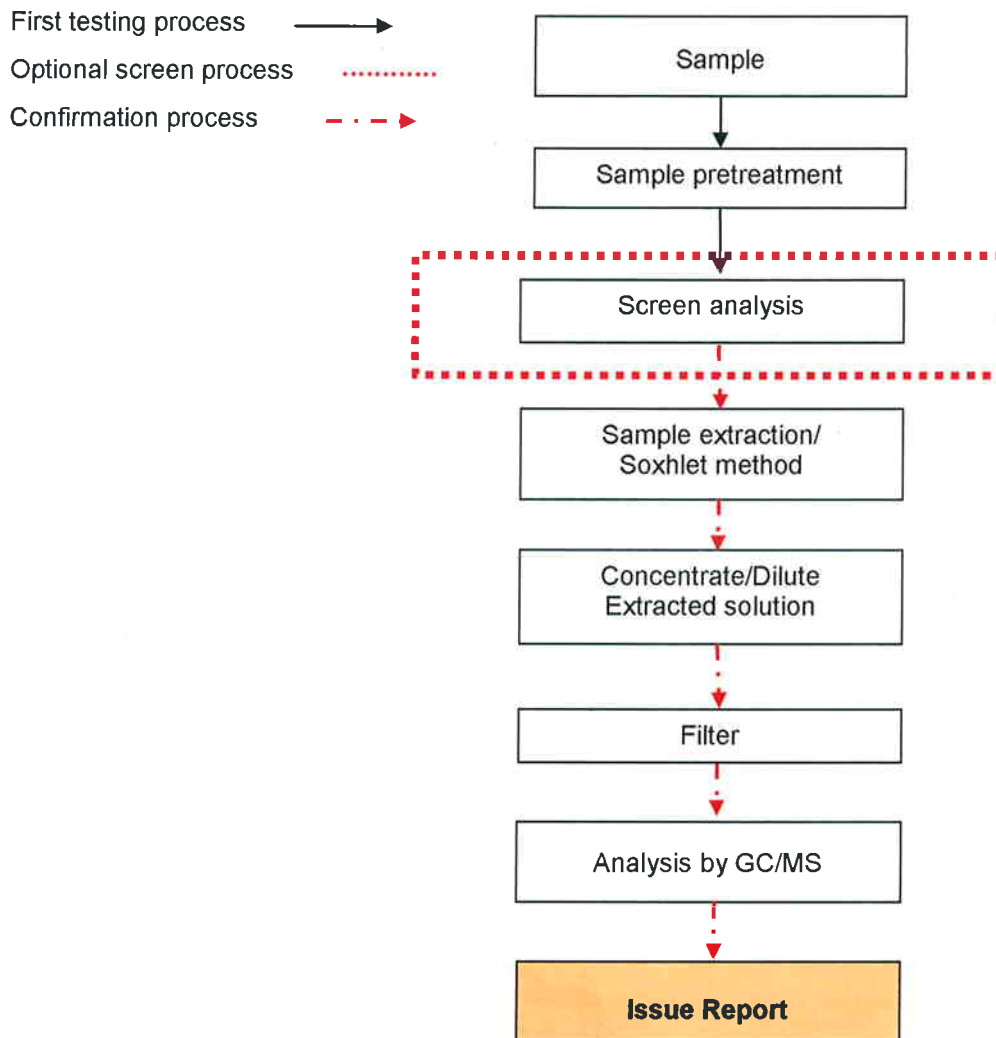 First testing process
Optional screen process
Confirmation process
Sample
Sample pretreatment
Screen analysis
Sample extraction/
Soxhlet method
Concentrate/Dilute
Extracted solution
Filter
Analysis by GC/MS
Issue Report